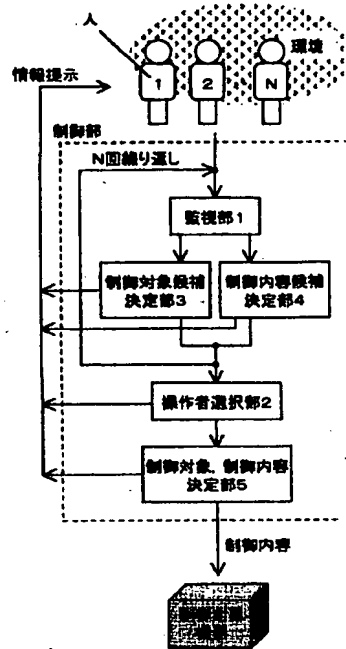 人
環境
情報提示
1
2
N
制御部
N回繰り返し
監視部1
制御対象候補
決定部3
制御内容候補
決定部4
操作者選択部2
制御対象,制御内容
決定部5
制御内容